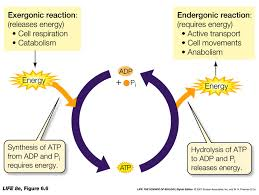 Exergonic reaction:
(releases energy)
• Cell respiration
• Catabolism
Endergonic reaction:
(requires energy)
• Active transport
• Cell movements
• Anabolism
ADP
+ Pi
Energy
Energy
Synthesis of ATP
from ADP and Pi
requires energy.
Hydrolysis of ATP
to ADP and Pi
releases energy.
ATP
LIFE 8e, Figure 6.6